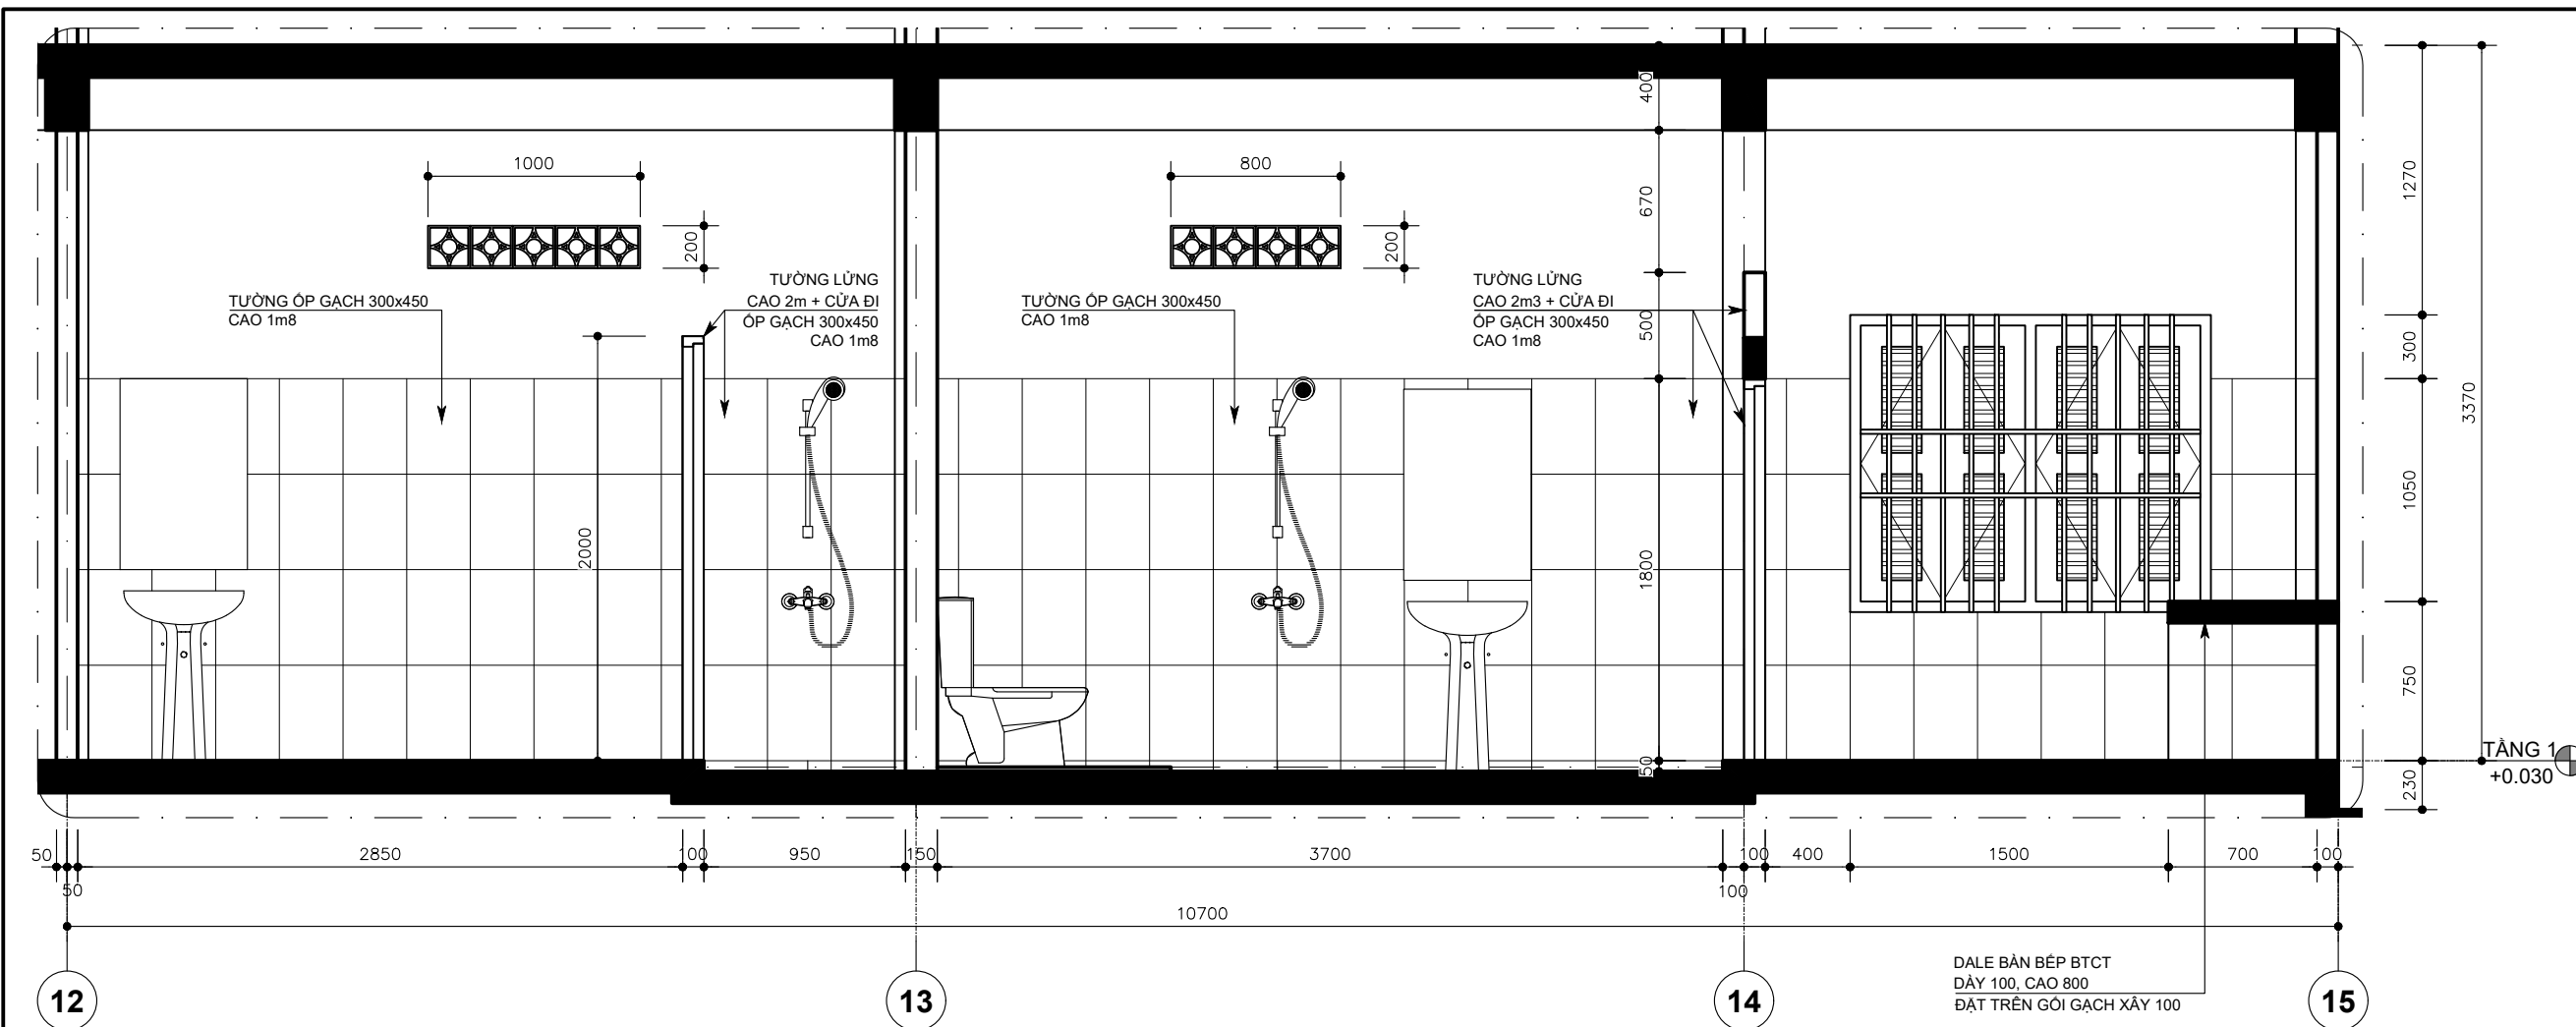 400
1000
800
1270
670
200
200
TƯỜNG LỬNG
CAO 2m + CỬA ĐI
ỐP GẠCH 300x450
CAO 1m8
TƯỜNG LỬNG
CAO 2m3 + CỬA ĐI
ỐP GẠCH 300x450
CAO 1m8
TƯỜNG ỐP GẠCH 300x450
CAO 1m8
TƯỜNG ỐP GẠCH 300x450
CAO 1m8
500
300
3370
1050
2000
1800
750
50
TẦNG 1
+0.030
230
50
2850
100
950
150
3700
100
400
1500
700
100
50
100
10700
DALE BÀN BẾP BTCT
DÀY 100, CAO 800
ĐẶT TRÊN GỐI GẠCH XÂY 100
12
13
14
15